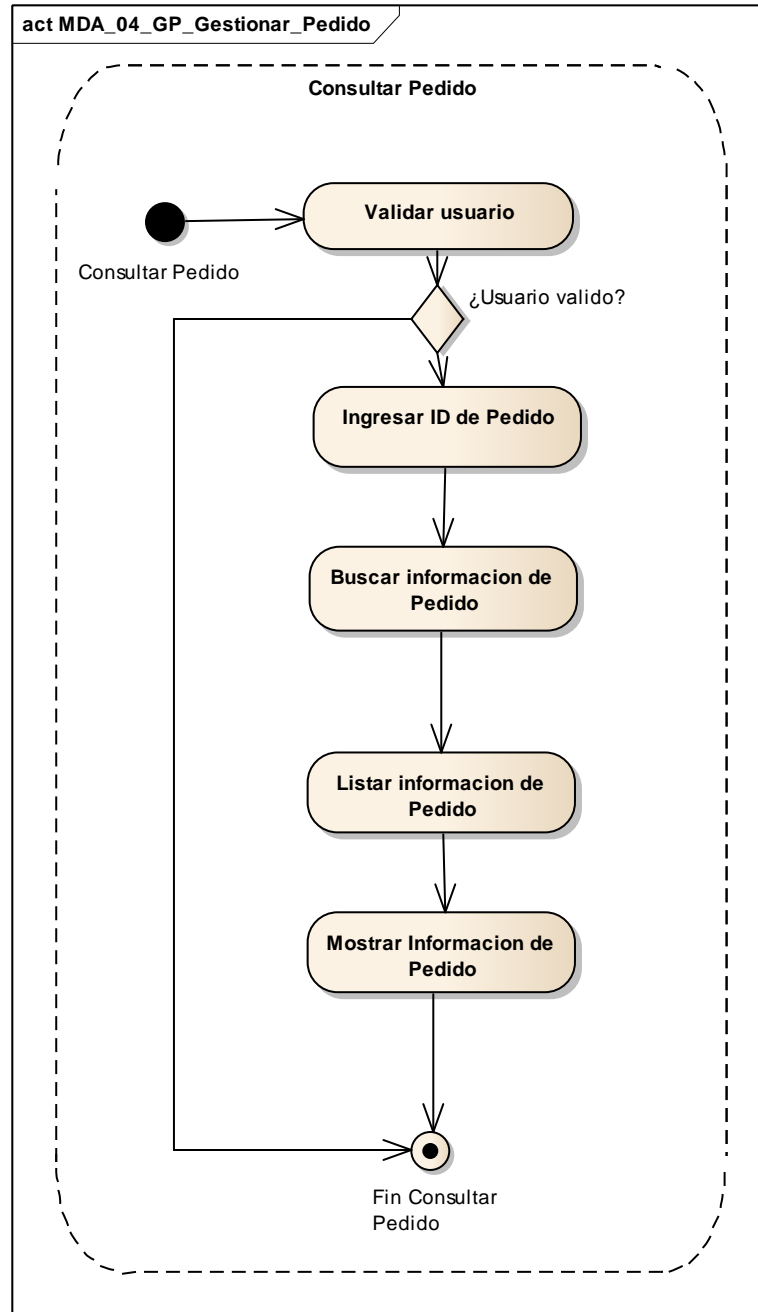 act MDA_04_GP_Gestionar_Pedido
Consultar Pedido
Validar usuario
Consultar Pedido
¿Usuario valido?
Ingresar ID de Pedido
Buscar informacion de
Pedido
Listar informacion de
Pedido
Mostrar Informacion de
Pedido
Fin Consultar
Pedido